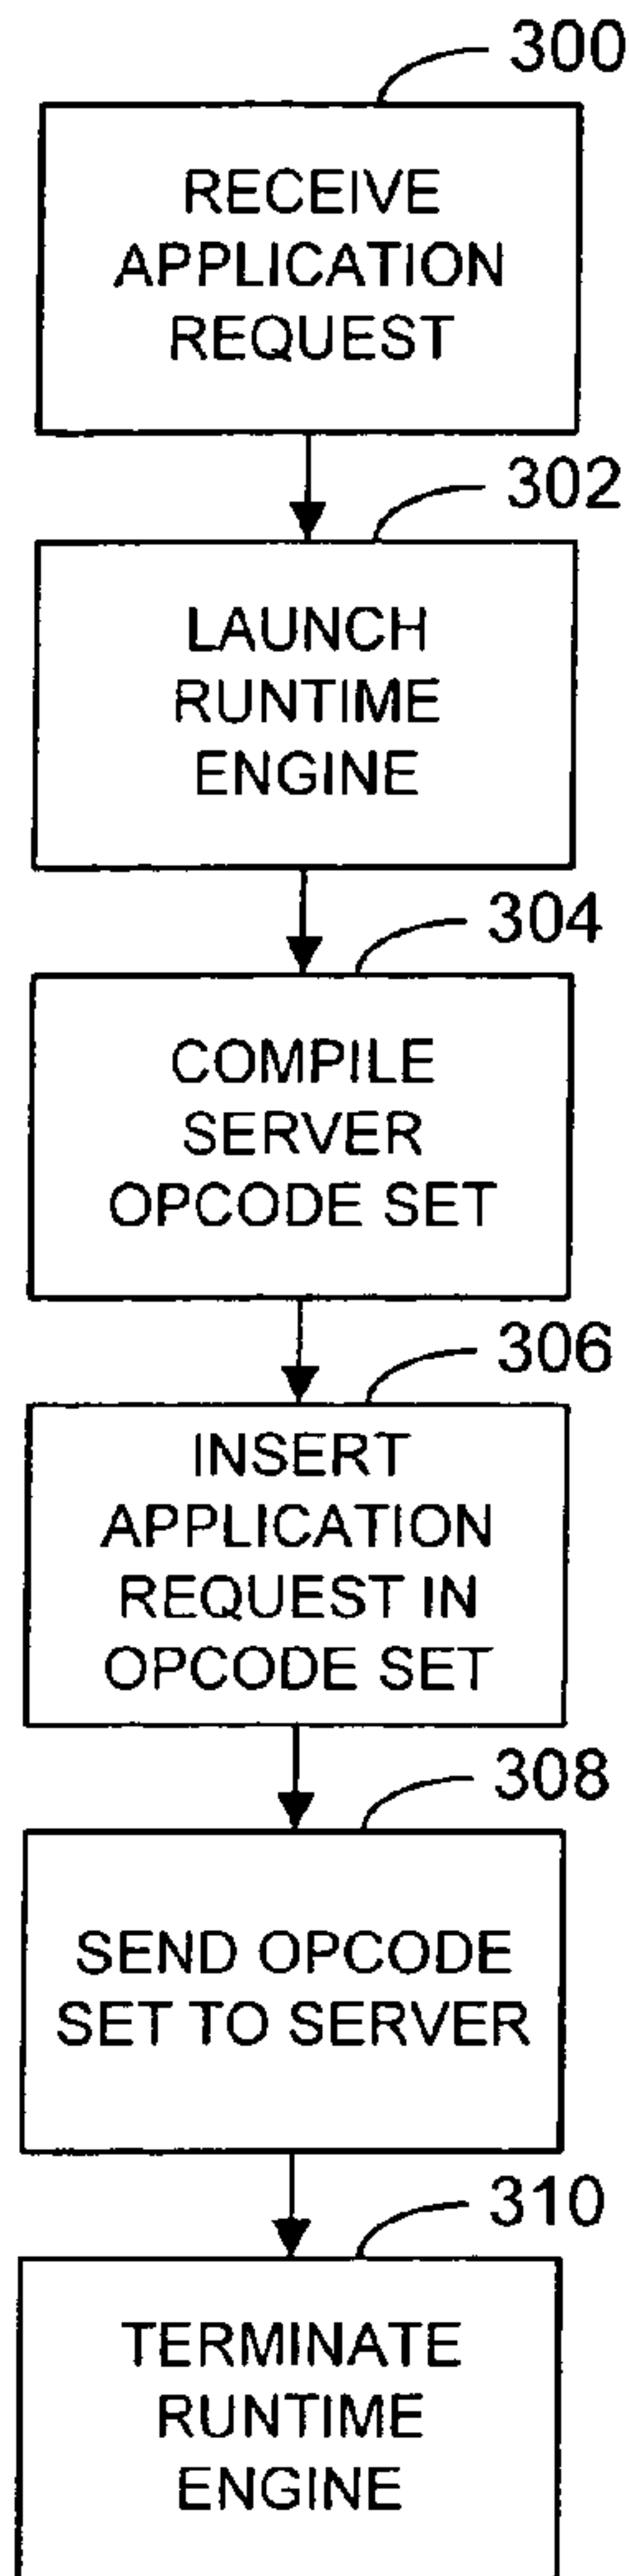 300
RECEIVE
APPLICATION
REQUEST
302
LAUNCH
RUNTIME
ENGINE
304
COMPILE
SERVER
OPCODE SET
306
INSERT
APPLICATION
REQUEST IN
OPCODE SET
308
SEND OPCODE
SET TO SERVER
310
TERMINATE
RUNTIME
ENGINE